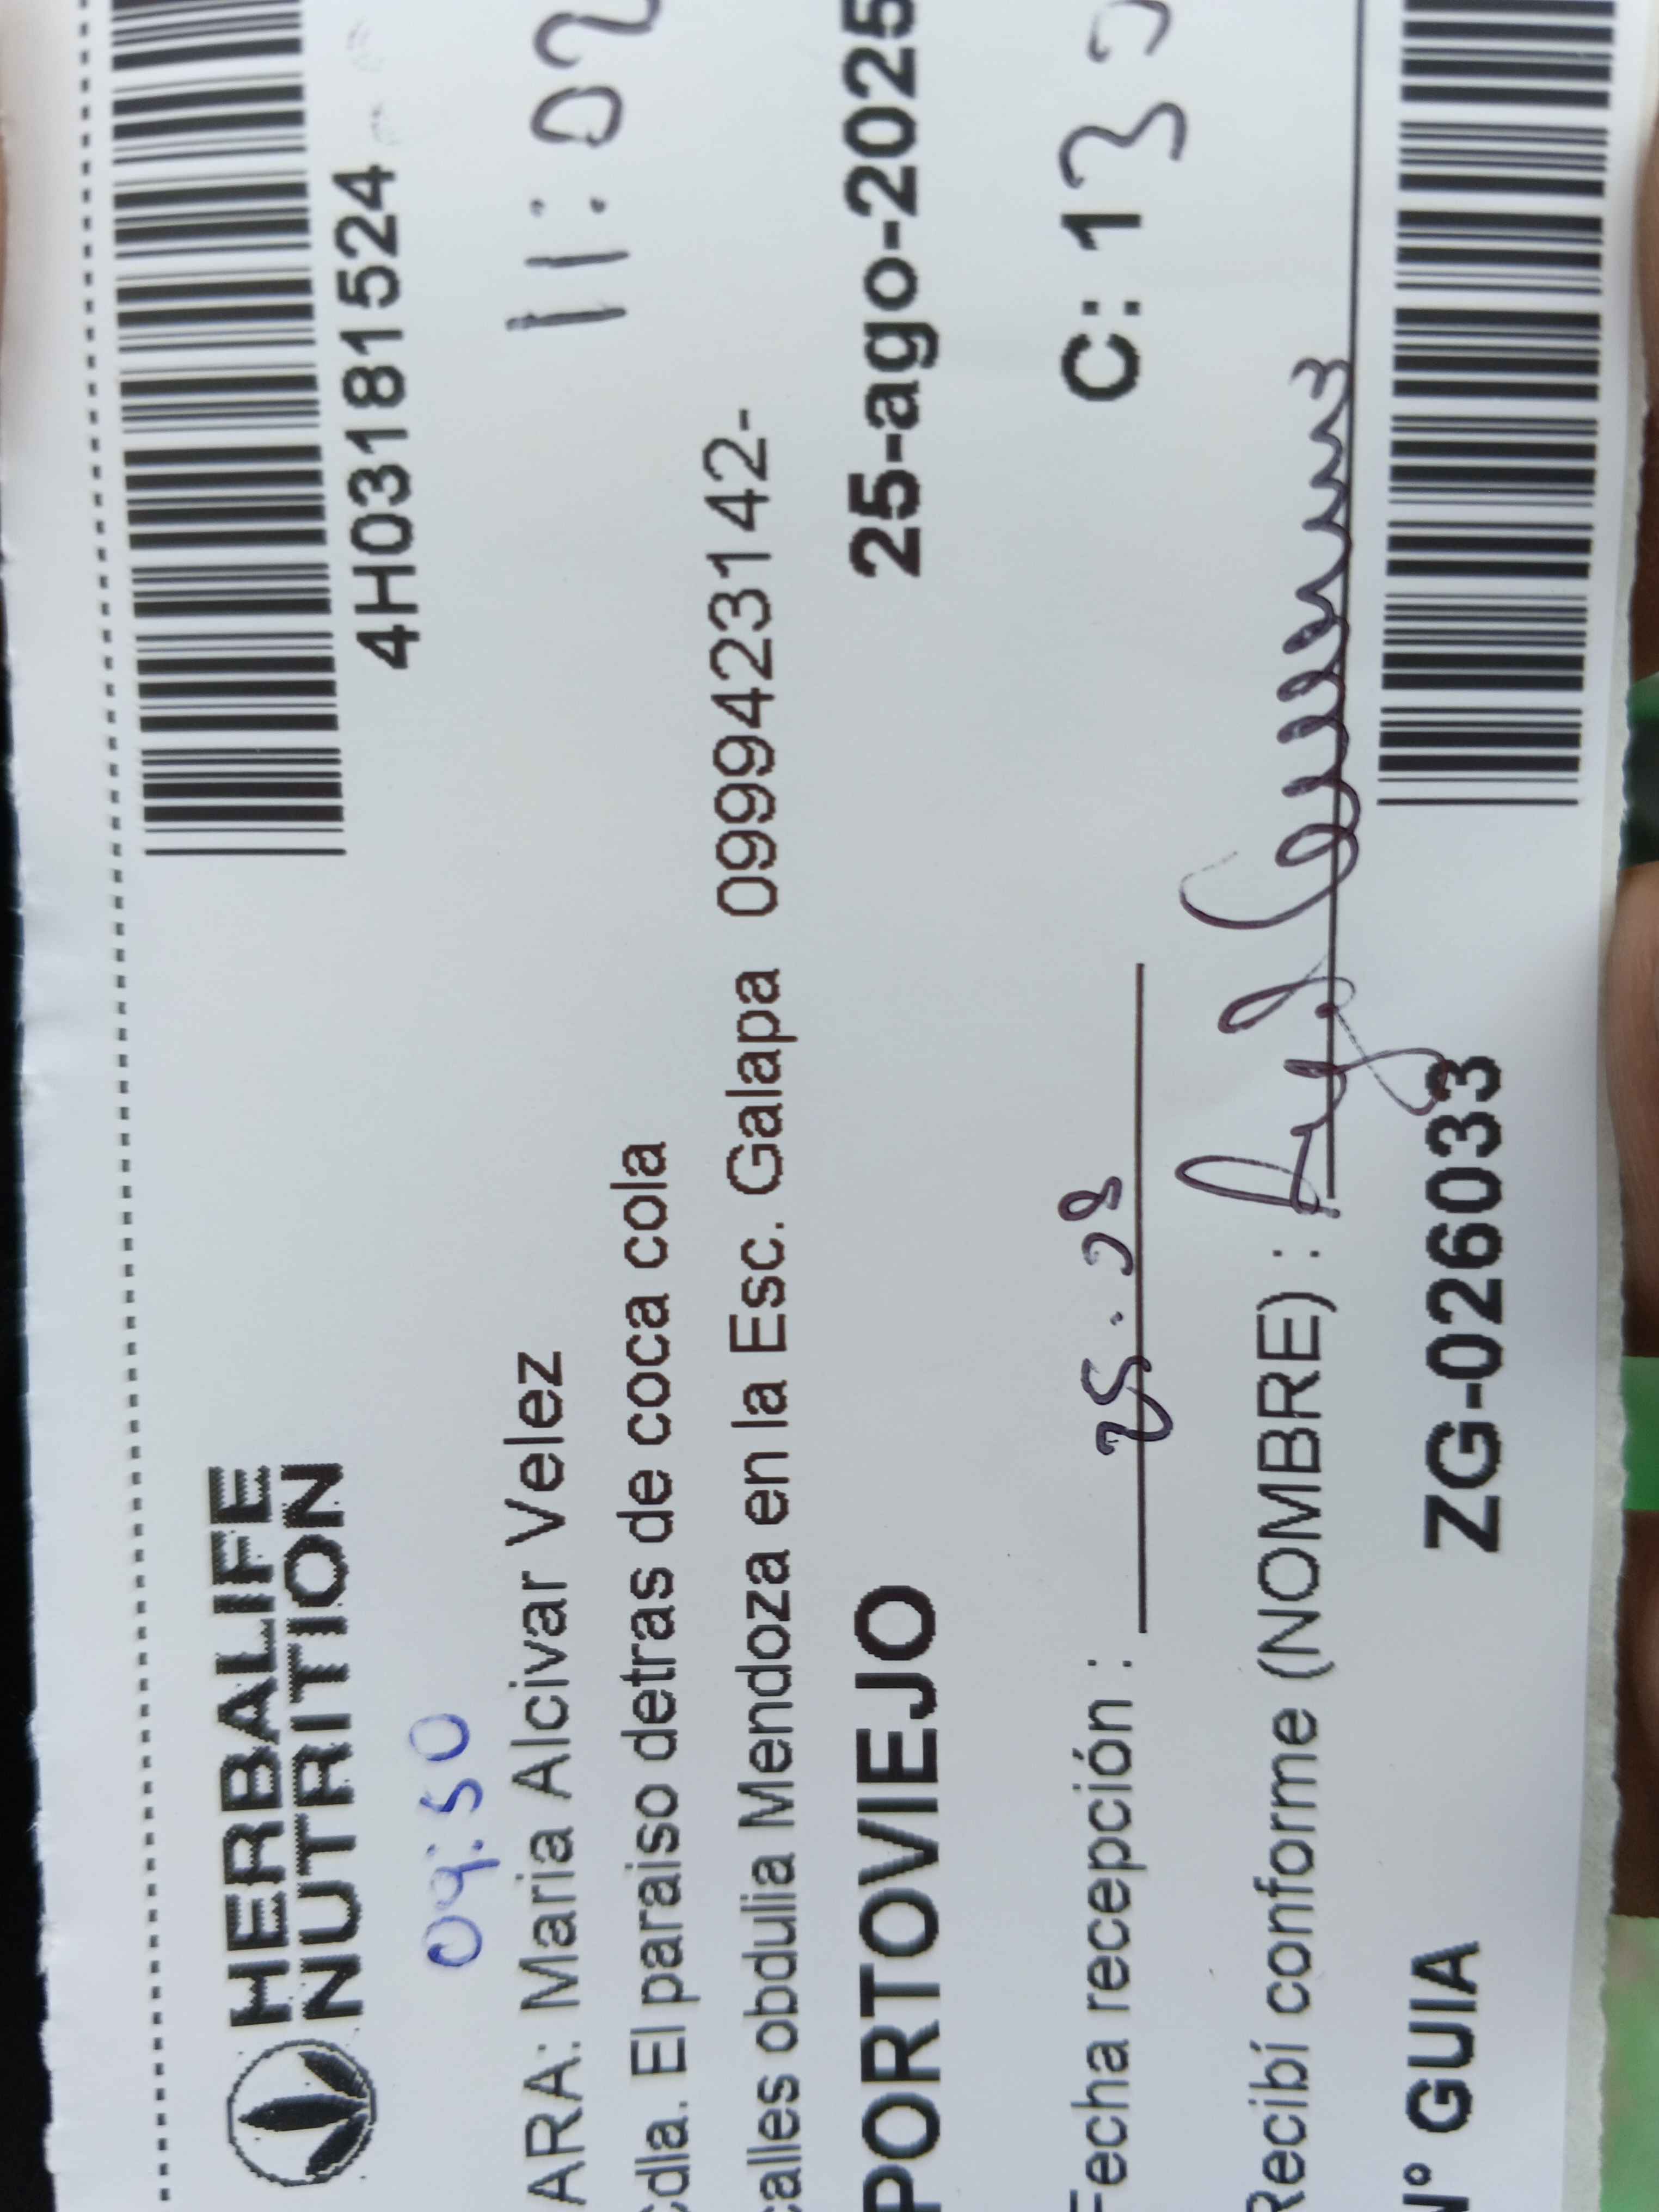 HERBALIFE
NUTRITION
4H03181524
09:50
11:02
ARA: Maria Alcivar Velez
Cdla. El paraiso detras de coca cola
calles obdulia Mendoza en la Esc. Galapa 0999423142-
PORTOVIEJO 25-ago-2025
Fecha recepción : 25.08 C: 13
Recibí conforme (NOMBRE) :
N° GUIA ZG-026033